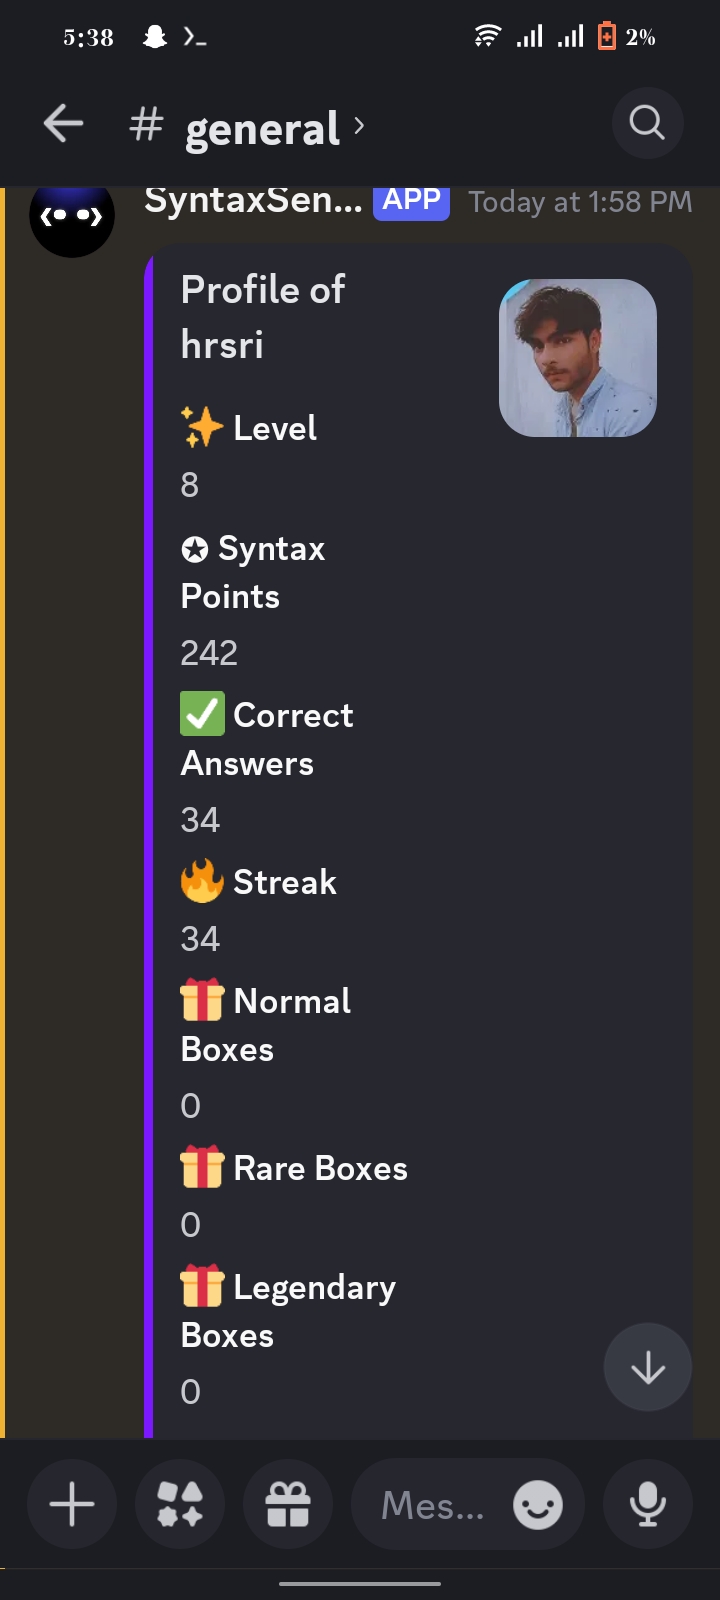 5:38
2%
# general ›
SyntaxSen... APP Today at 1:58 PM
Profile of
hrsri
✨ Level
8
✪ Syntax
Points
242
✅ Correct
Answers
34
🔥 Streak
34
🎁 Normal
Boxes
0
🎁 Rare Boxes
0
🎁 Legendary
Boxes
0
Mes...